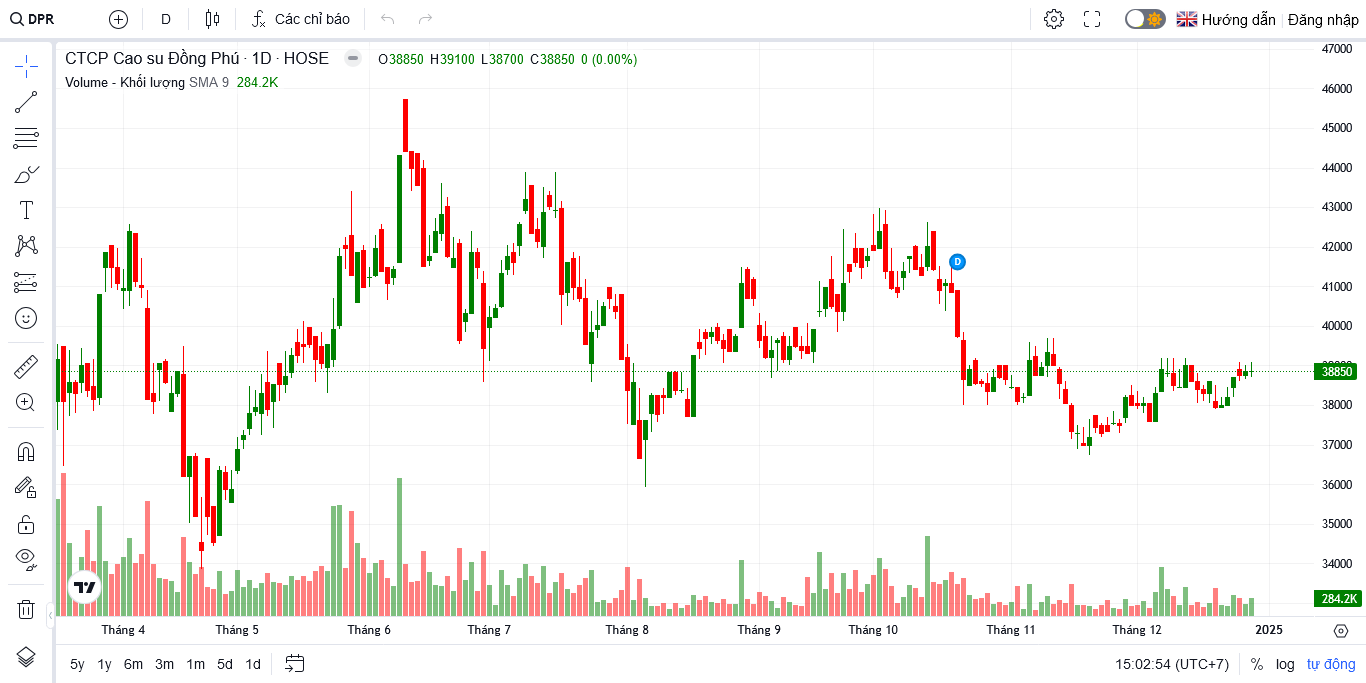 DPR
D
Các chỉ báo
Hướng dẫn
Đăng nhập
CTCP Cao su Đồng Phú · 1D · HOSE
O38850 H39100 L38700 C38850 0 (0.00%)
Volume - Khối lượng SMA 9 284.2K
47000
46000
45000
44000
43000
42000
41000
40000
38850
38000
37000
36000
35000
34000
284.2K
D
Tháng 4
Tháng 5
Tháng 6
Tháng 7
Tháng 8
Tháng 9
Tháng 10
Tháng 11
Tháng 12
2025
5y 1y 6m 3m 1m 5d 1d
15:02:54 (UTC+7)
%
log
tự động